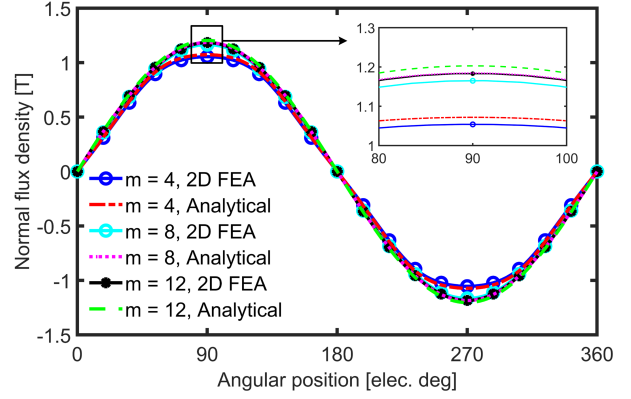 Normal flux density [T]
1.5
1
0.5
0
-0.5
-1
-1.5
1.3
1.2
1.1
1
80
90
100
m = 4, 2D FEA
m = 4, Analytical
m = 8, 2D FEA
m = 8, Analytical
m = 12, 2D FEA
m = 12, Analytical
0
90
180
270
360
Angular position [elec. deg]